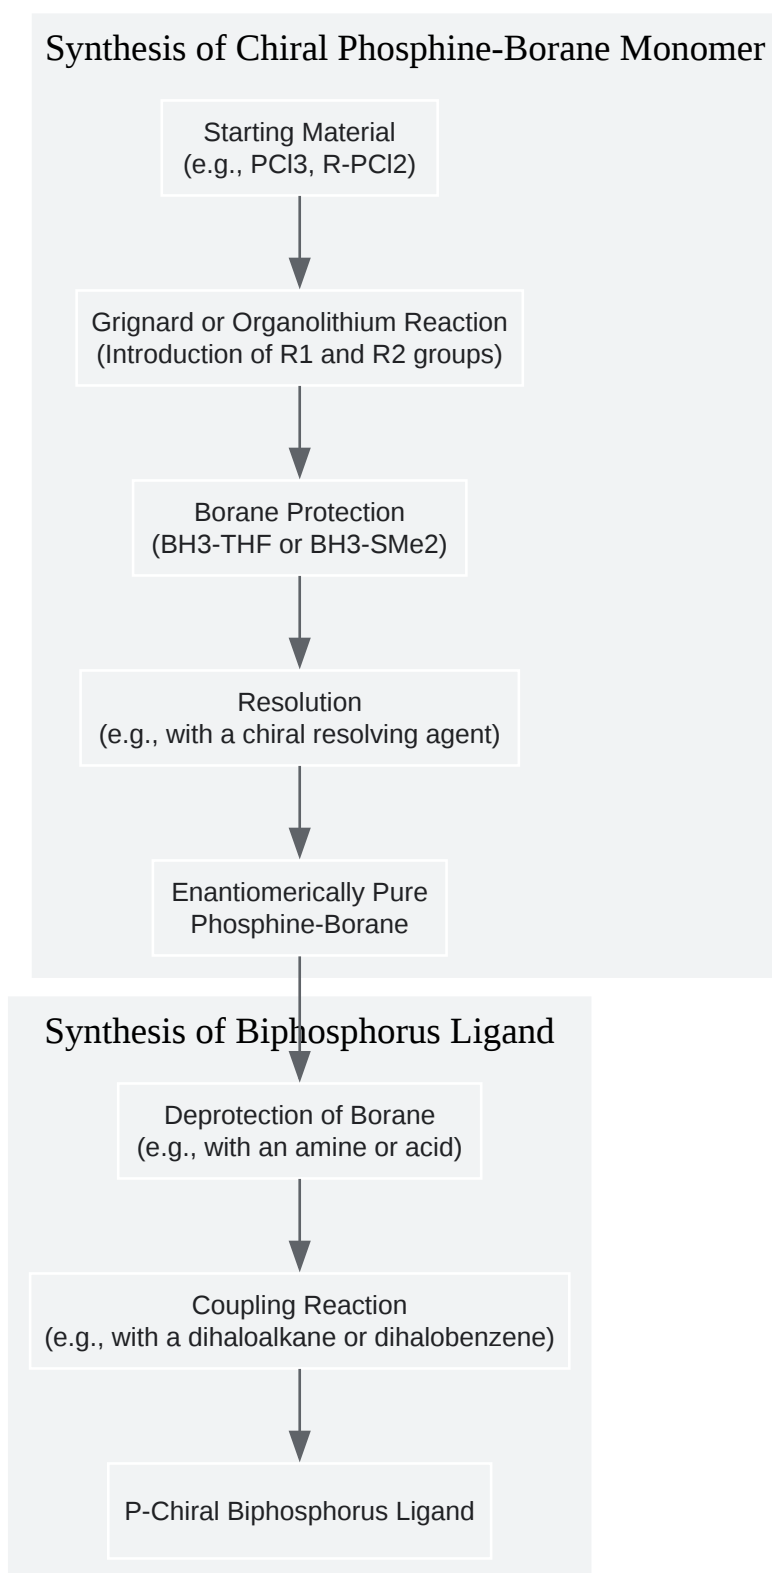 Synthesis of Chiral Phosphine-Borane Monomer
Starting Material
(e.g., PCl3, R-PCl2)
Grignard or Organolithium Reaction
(Introduction of R1 and R2 groups)
Borane Protection
(BH3-THF or BH3-SMe2)
Resolution
(e.g., with a chiral resolving agent)
Enantiomerically Pure
Phosphine-Borane
Synthesis of Biphosphorus Ligand
Deprotection of Borane
(e.g., with an amine or acid)
Coupling Reaction
(e.g., with a dihaloalkane or dihalobenzene)
P-Chiral Biphosphorus Ligand